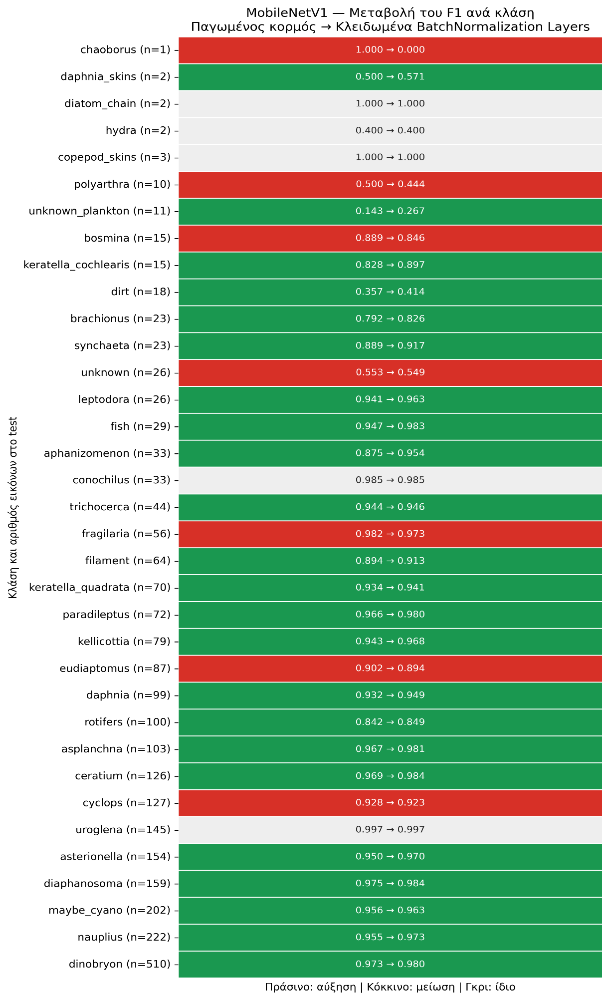 MobileNetV1 — Μεταβολή του F1 ανά κλάση
Παγωμένος κορμός → Κλειδωμένα BatchNormalization Layers
Κλάση και αριθμός εικόνων στο test
chaoborus (n=1) 1.000 → 0.000
daphnia_skins (n=2) 0.500 → 0.571
diatom_chain (n=2) 1.000 → 1.000
hydra (n=2) 0.400 → 0.400
copepod_skins (n=3) 1.000 → 1.000
polyarthra (n=10) 0.500 → 0.444
unknown_plankton (n=11) 0.143 → 0.267
bosmina (n=15) 0.889 → 0.846
keratella_cochlearis (n=15) 0.828 → 0.897
dirt (n=18) 0.357 → 0.414
brachionus (n=23) 0.792 → 0.826
synchaeta (n=23) 0.889 → 0.917
unknown (n=26) 0.553 → 0.549
leptodora (n=26) 0.941 → 0.963
fish (n=29) 0.947 → 0.983
aphanizomenon (n=33) 0.875 → 0.954
conochilus (n=33) 0.985 → 0.985
trichocerca (n=44) 0.944 → 0.946
fragilaria (n=56) 0.982 → 0.973
filament (n=64) 0.894 → 0.913
keratella_quadrata (n=70) 0.934 → 0.941
paradileptus (n=72) 0.966 → 0.980
kellicottia (n=79) 0.943 → 0.968
eudiaptomus (n=87) 0.902 → 0.894
daphnia (n=99) 0.932 → 0.949
rotifers (n=100) 0.842 → 0.849
asplanchna (n=103) 0.967 → 0.981
ceratium (n=126) 0.969 → 0.984
cyclops (n=127) 0.928 → 0.923
uroglena (n=145) 0.997 → 0.997
asterionella (n=154) 0.950 → 0.970
diaphanosoma (n=159) 0.975 → 0.984
maybe_cyano (n=202) 0.956 → 0.963
nauplius (n=222) 0.955 → 0.973
dinobryon (n=510) 0.973 → 0.980
Πράσινο: αύξηση | Κόκκινο: μείωση | Γκρι: ίδιο